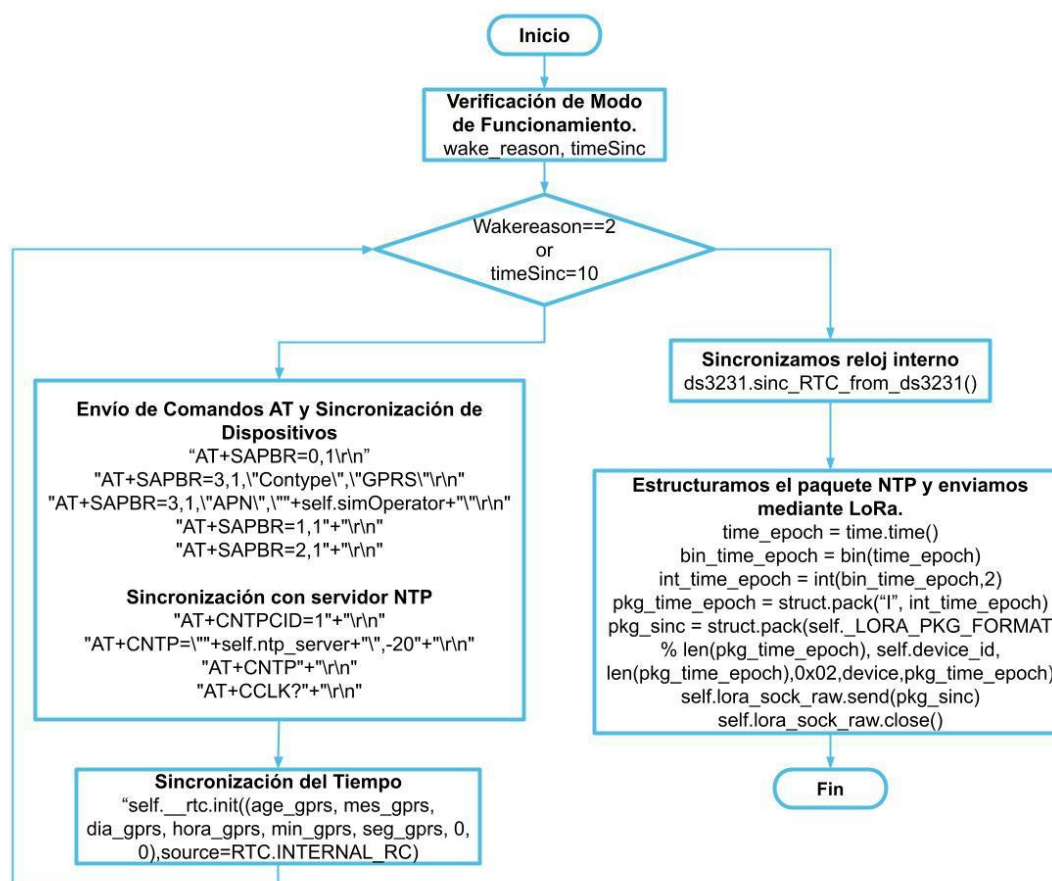 Inicio
Verificación de Modo
de Funcionamiento.
wake_reason, timeSinc
Wakereason==2
or
timeSinc=10
Envío de Comandos AT y Sincronización de
Dispositivos
“AT+SAPBR=0,1\r\n”
"AT+SAPBR=3,1,\"Contype\",\"GPRS\"\r\n"
"AT+SAPBR=3,1,\"APN\",\""+self.simOperator+"\"\r\n"
"AT+SAPBR=1,1"+"\r\n"
"AT+SAPBR=2,1"+"\r\n"
Sincronización con servidor NTP
"AT+CNTPCID=1"+"\r\n"
"AT+CNTP=\""+self.ntp_server+"\",-20"+"\r\n"
"AT+CNTP"+"\r\n"
"AT+CCLK?"+"\r\n"
Sincronización del Tiempo
“self.__rtc.init((age_gprs, mes_gprs,
dia_gprs, hora_gprs, min_gprs, seg_gprs, 0,
0),source=RTC.INTERNAL_RC)
Sincronizamos reloj interno
ds3231.sinc_RTC_from_ds3231()
Estructuramos el paquete NTP y enviamos
mediante LoRa.
time_epoch = time.time()
bin_time_epoch = bin(time_epoch)
int_time_epoch = int(bin_time_epoch,2)
pkg_time_epoch = struct.pack(“I”, int_time_epoch)
pkg_sinc = struct.pack(self._LORA_PKG_FORMAT
% len(pkg_time_epoch), self.device_id,
len(pkg_time_epoch),0x02,device,pkg_time_epoch)
self.lora_sock_raw.send(pkg_sinc)
self.lora_sock_raw.close()
Fin